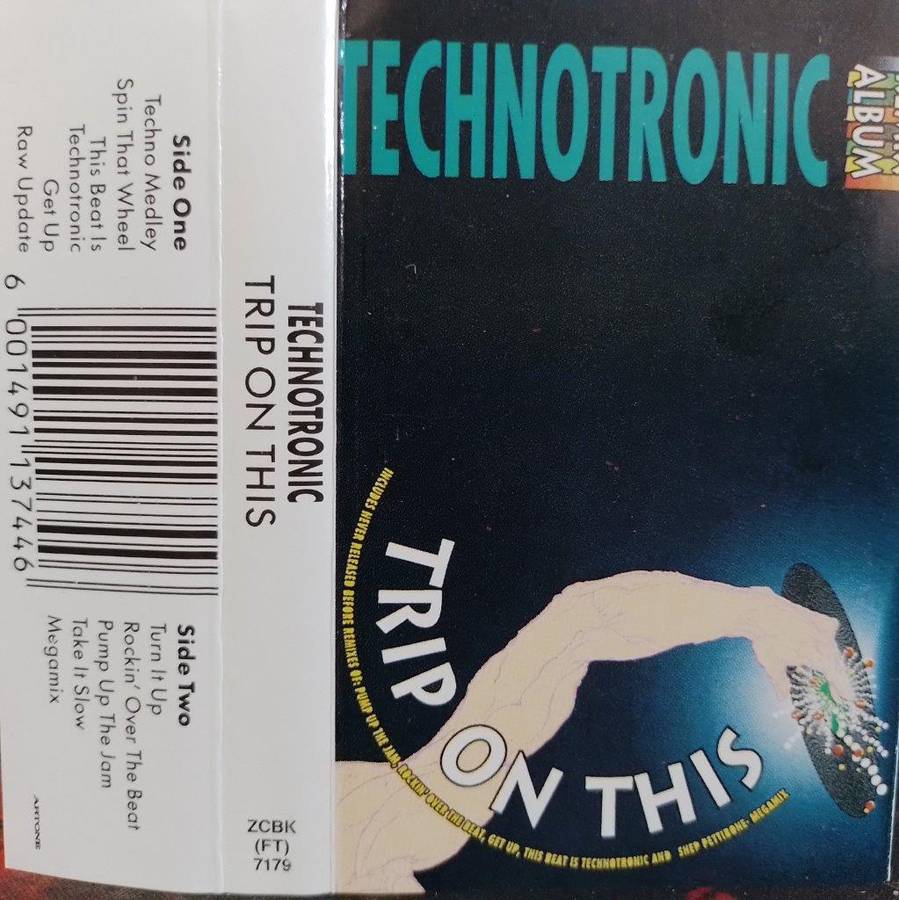 TECHNOTRONIC
ALBUM
TRIP ON THIS
INCLUDES NEVER RELEASED BEFORE REMIXES OF: PUMP UP THE JAM, ROCKIN' OVER THE BEAT, GET UP, THIS BEAT IS TECHNOTRONIC AND SHEP PETTIBONE- MEGAMIX
TECHNOTRONIC
TRIP ON THIS
ZCBK
(FT)
7179
Side One
Techno Medley
Spin That Wheel
This Beat Is
Technotronic
Get Up
Raw Update
6 001491 137446
Side Two
Turn It Up
Rockin' Over The Beat
Pump Up The Jam
Take It Slow
Megamix
ARTONE